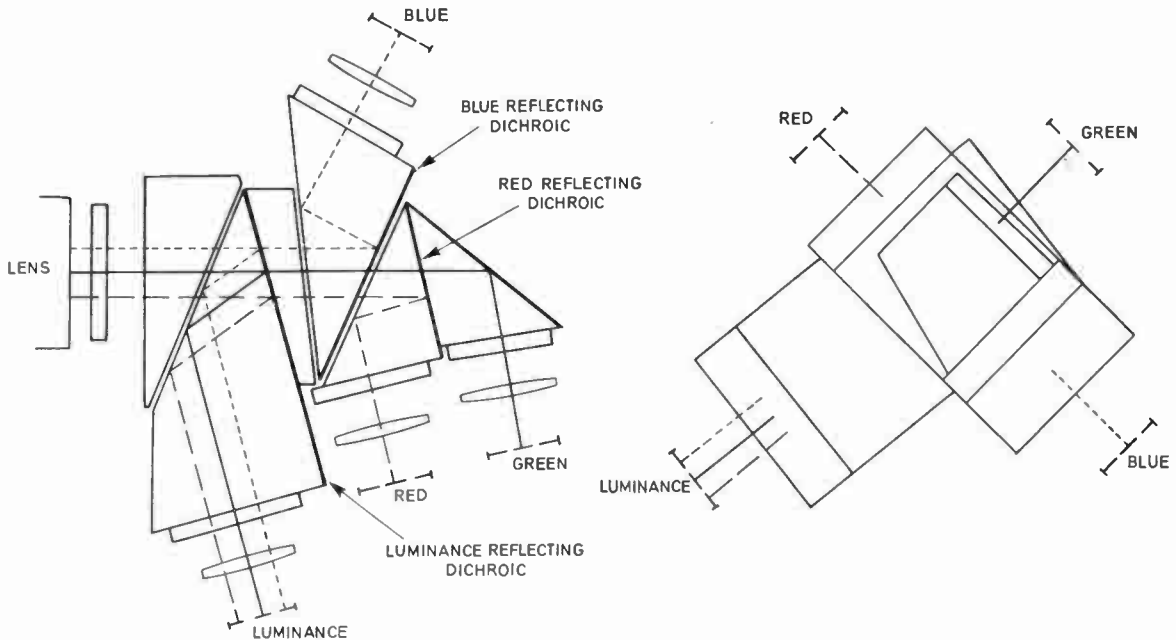 BLUE
BLUE REFLECTING
DICHROIC
RED REFLECTING
DICHROIC
LENS
GREEN
RED
LUMINANCE REFLECTING
DICHROIC
LUMINANCE
RED
GREEN
BLUE
LUMINANCE